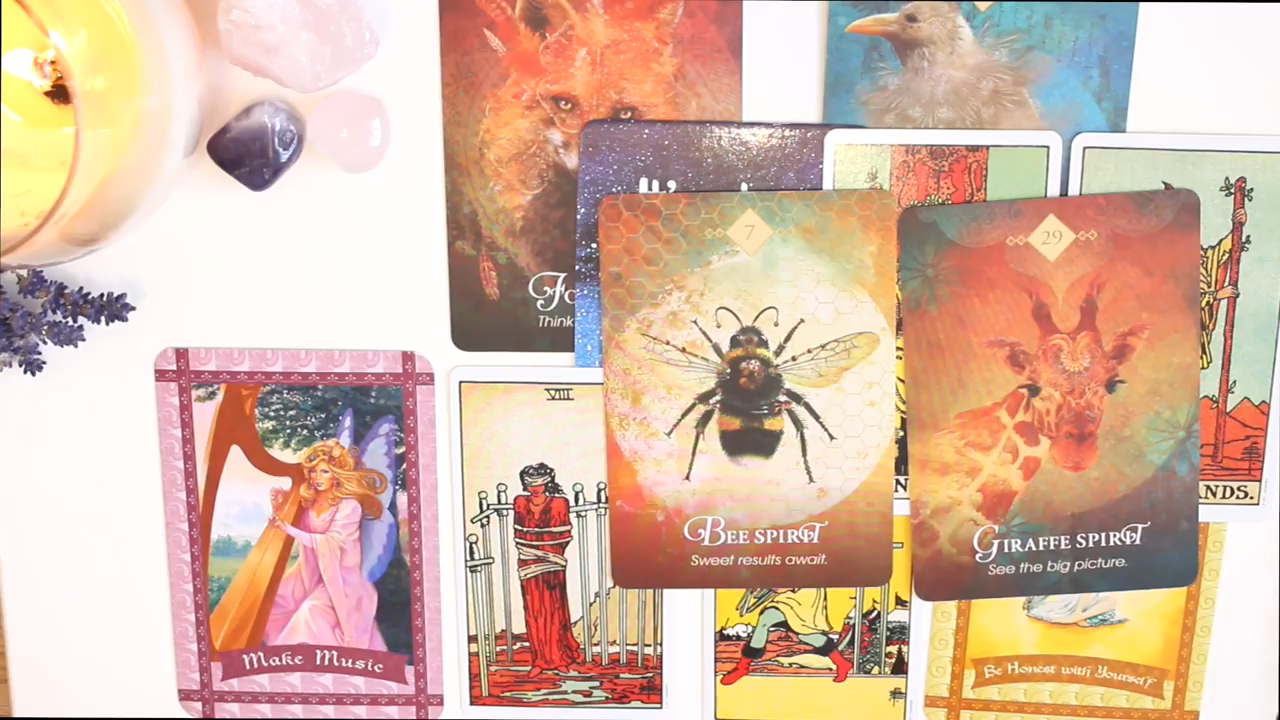 7
29
BEE SPIRIT
Sweet results await.
GIRAFFE SPIRIT
See the big picture.
Think
VIII
NDS.
Make Music
Be Honest with Yourself